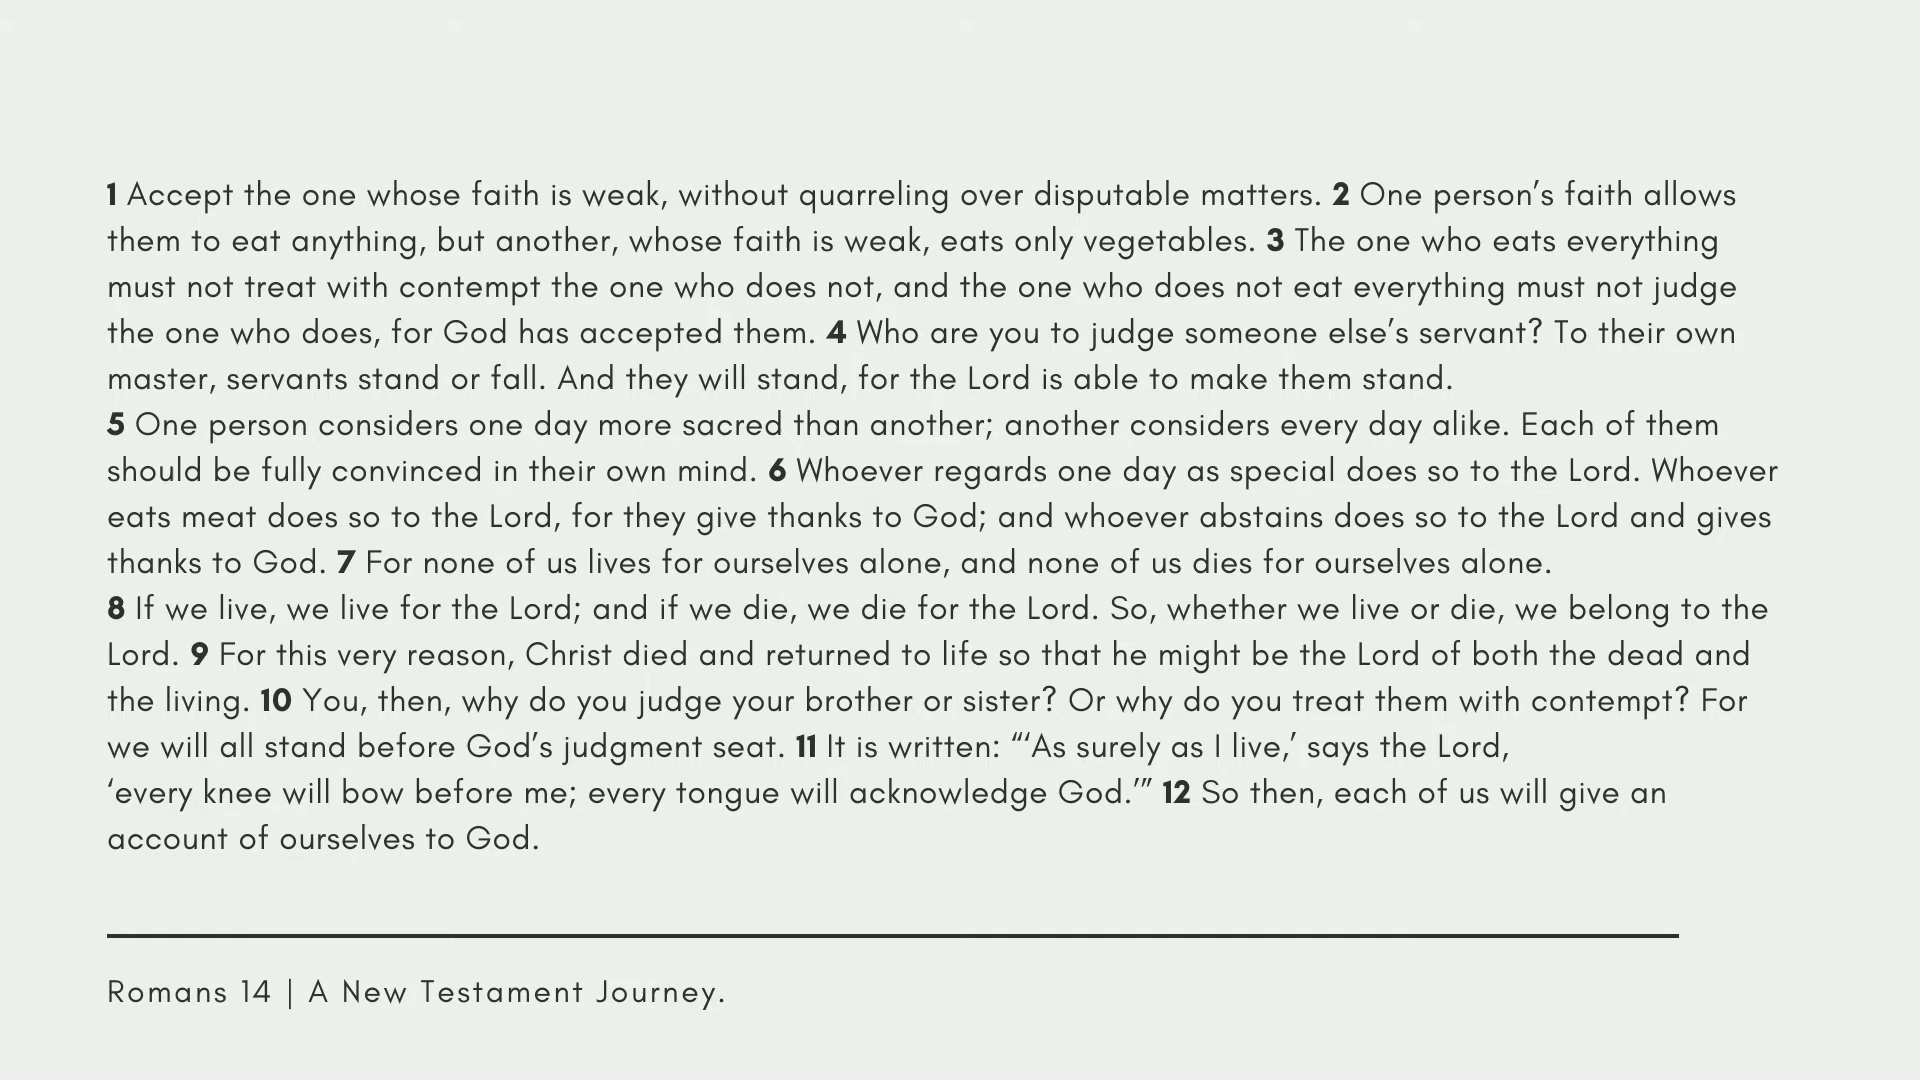 1 Accept the one whose faith is weak, without quarreling over disputable matters. 2 One person’s faith allows
them to eat anything, but another, whose faith is weak, eats only vegetables. 3 The one who eats everything
must not treat with contempt the one who does not, and the one who does not eat everything must not judge
the one who does, for God has accepted them. 4 Who are you to judge someone else’s servant? To their own
master, servants stand or fall. And they will stand, for the Lord is able to make them stand.
5 One person considers one day more sacred than another; another considers every day alike. Each of them
should be fully convinced in their own mind. 6 Whoever regards one day as special does so to the Lord. Whoever
eats meat does so to the Lord, for they give thanks to God; and whoever abstains does so to the Lord and gives
thanks to God. 7 For none of us lives for ourselves alone, and none of us dies for ourselves alone.
8 If we live, we live for the Lord; and if we die, we die for the Lord. So, whether we live or die, we belong to the
Lord. 9 For this very reason, Christ died and returned to life so that he might be the Lord of both the dead and
the living. 10 You, then, why do you judge your brother or sister? Or why do you treat them with contempt? For
we will all stand before God’s judgment seat. 11 It is written: “‘As surely as I live,’ says the Lord,
‘every knee will bow before me; every tongue will acknowledge God.’” 12 So then, each of us will give an
account of ourselves to God.
Romans 14 | A New Testament Journey.